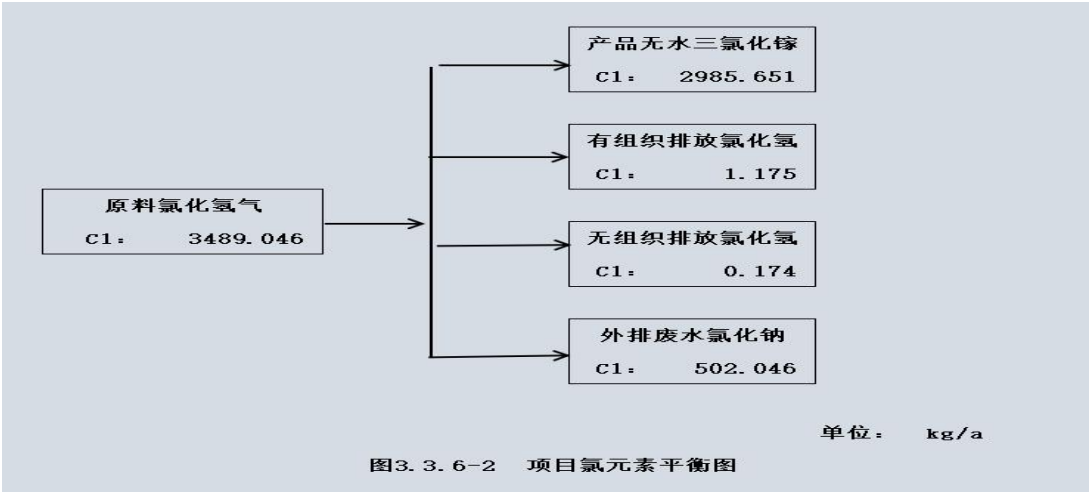 产品无水三氯化镓
Cl: 2985.651
有组织排放氯化氢
Cl: 1.175
原料氯化氢气
Cl: 3489.046
无组织排放氯化氢
Cl: 0.174
外排废水氯化钠
Cl: 502.046
单位: kg/a
图3.3.6-2 项目氯元素平衡图